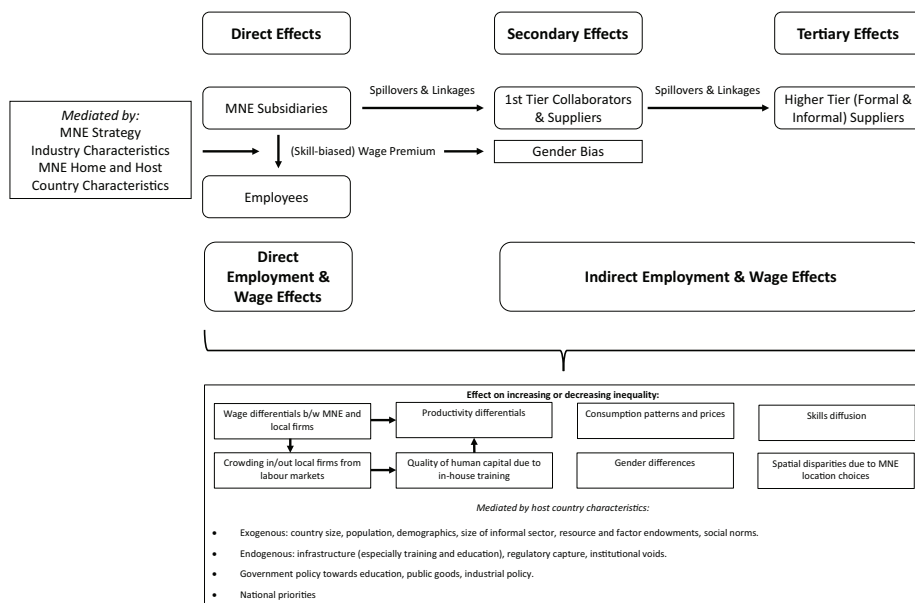 Direct Effects
Secondary Effects
Tertiary Effects
Mediated by:
MNE Strategy
Industry Characteristics
MNE Home and Host
Country Characteristics
MNE Subsidiaries
Spillovers & Linkages
1st Tier Collaborators
& Suppliers
Spillovers & Linkages
Higher Tier (Formal &
Informal) Suppliers
(Skill-biased) Wage Premium
Gender Bias
Employees
Direct
Employment &
Wage Effects
Indirect Employment & Wage Effects
Effect on increasing or decreasing inequality:
Wage differentials b/w MNE and
local firms
Productivity differentials
Consumption patterns and prices
Skills diffusion
Crowding in/out local firms from
labour markets
Quality of human capital due to
in-house training
Gender differences
Spatial disparities due to MNE
location choices
Mediated by host country characteristics:
• Exogenous: country size, population, demographics, size of informal sector, resource and factor endowments, social norms.
• Endogenous: infrastructure (especially training and education), regulatory capture, institutional voids.
• Government policy towards education, public goods, industrial policy.
• National priorities